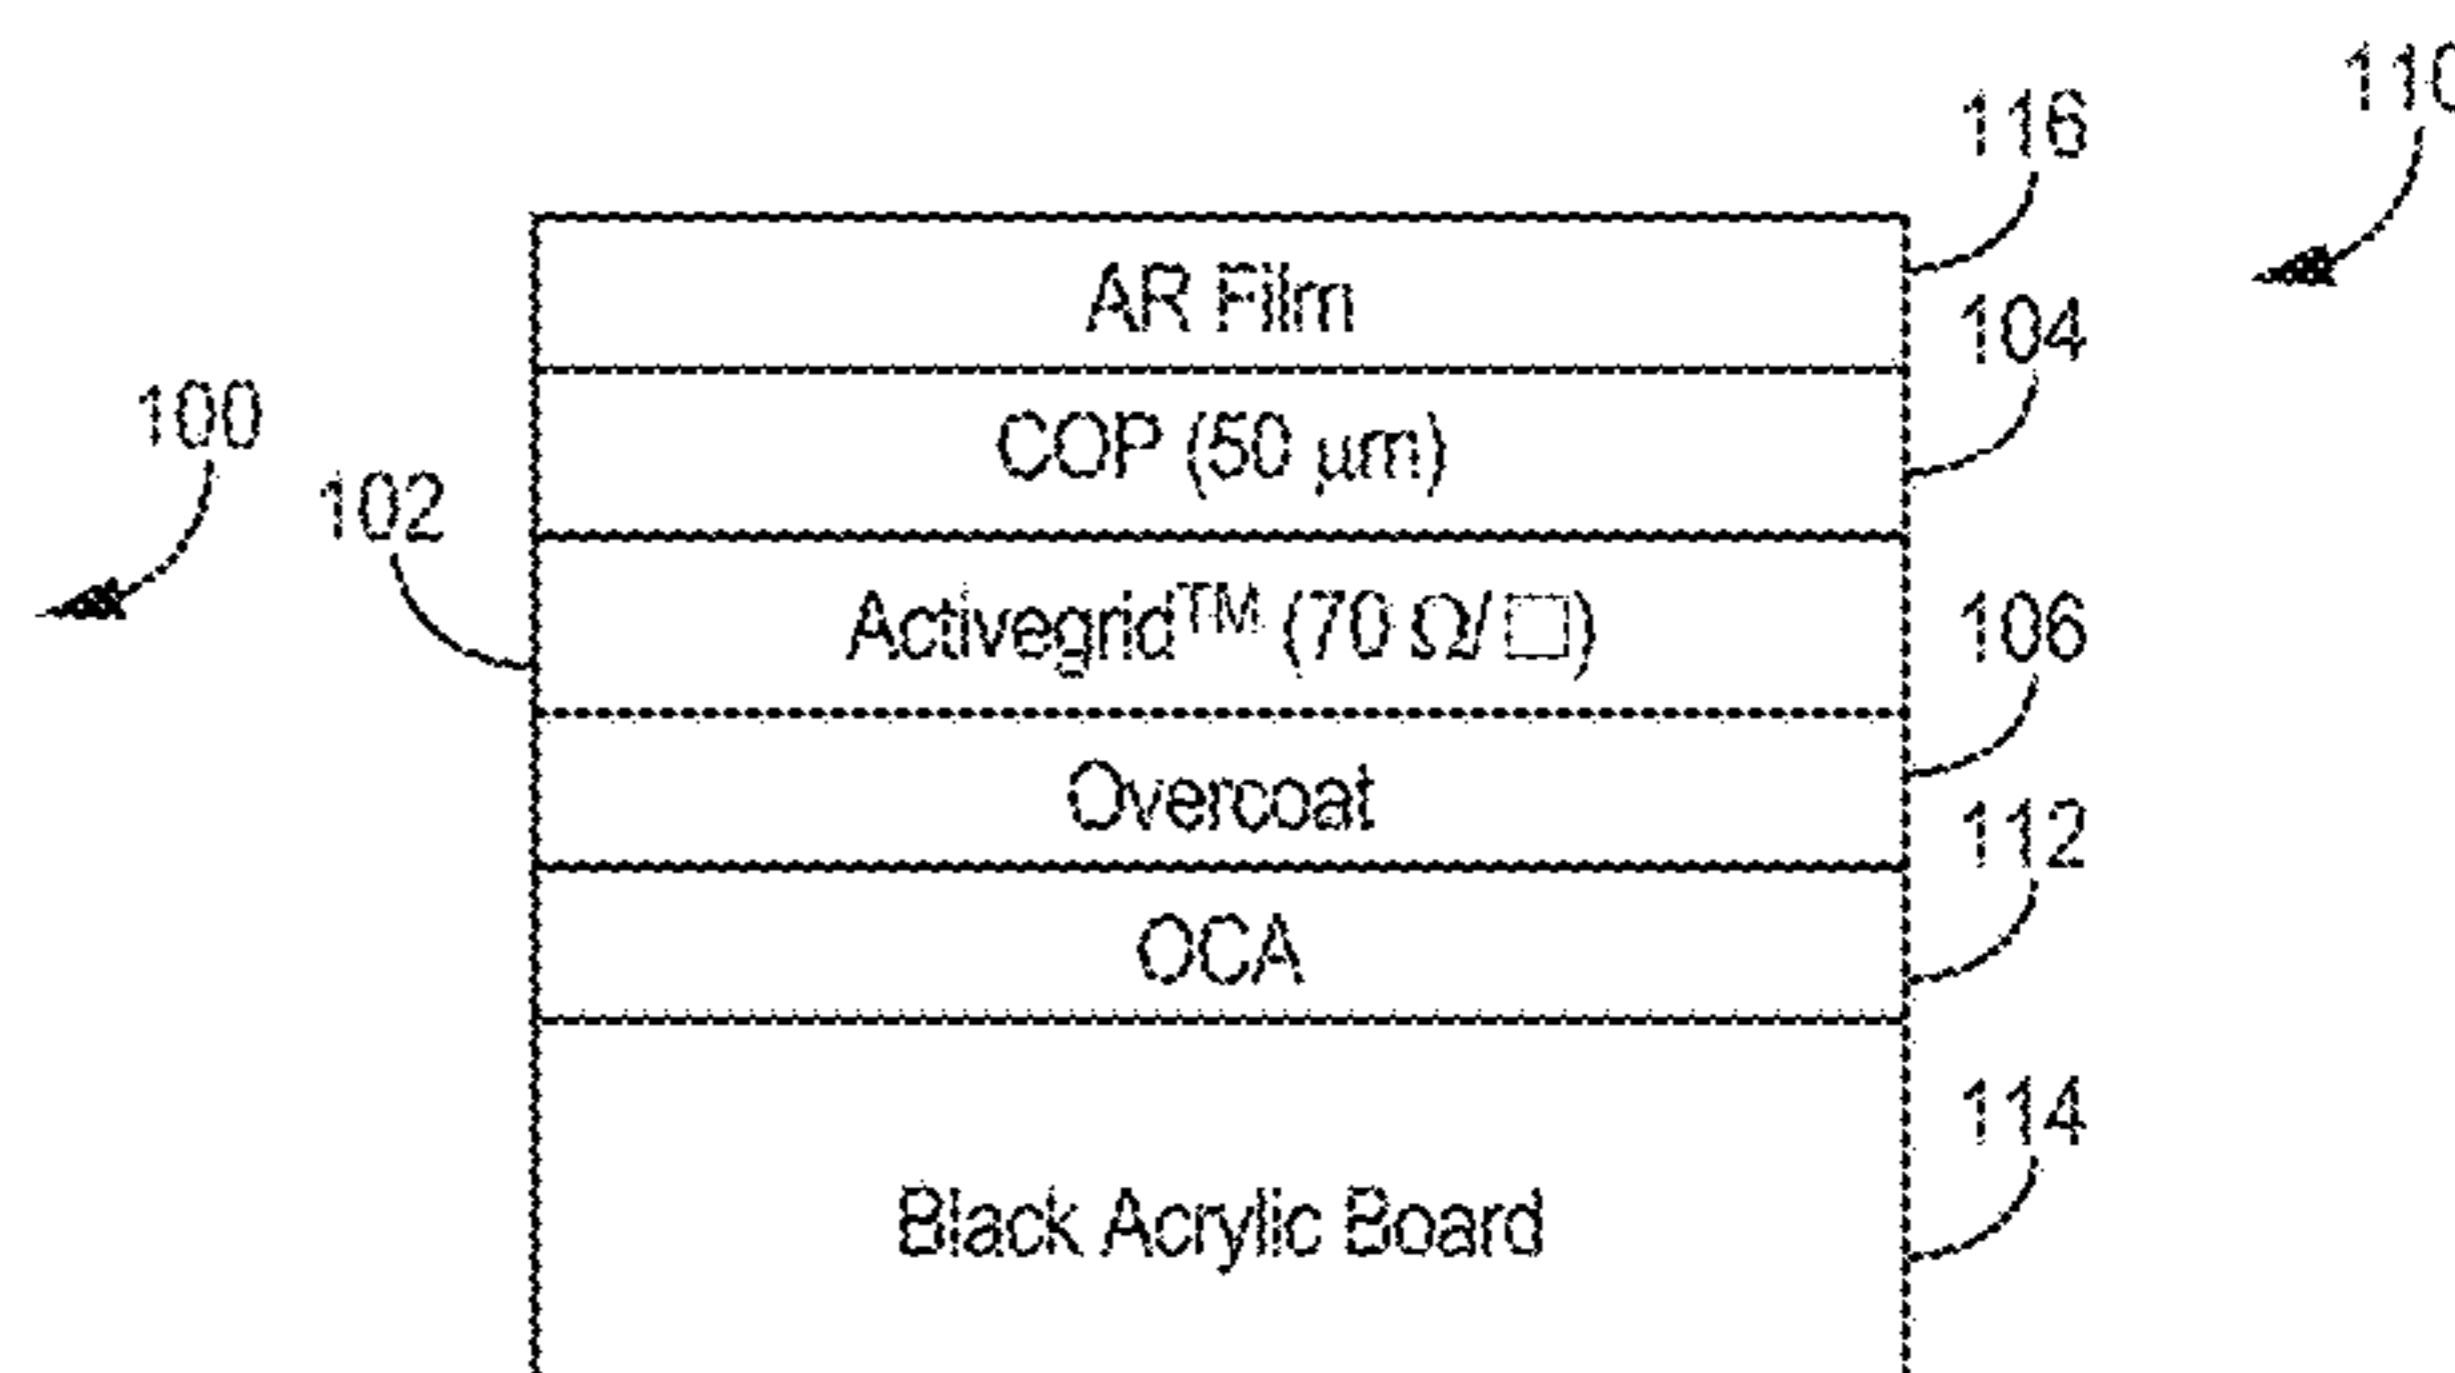 110
116
AR Film
104
COP (50 µm)
100
102
Activegrid™ (70 Ω/□)
106
Overcoat
112
OCA
114
Black Acrylic Board